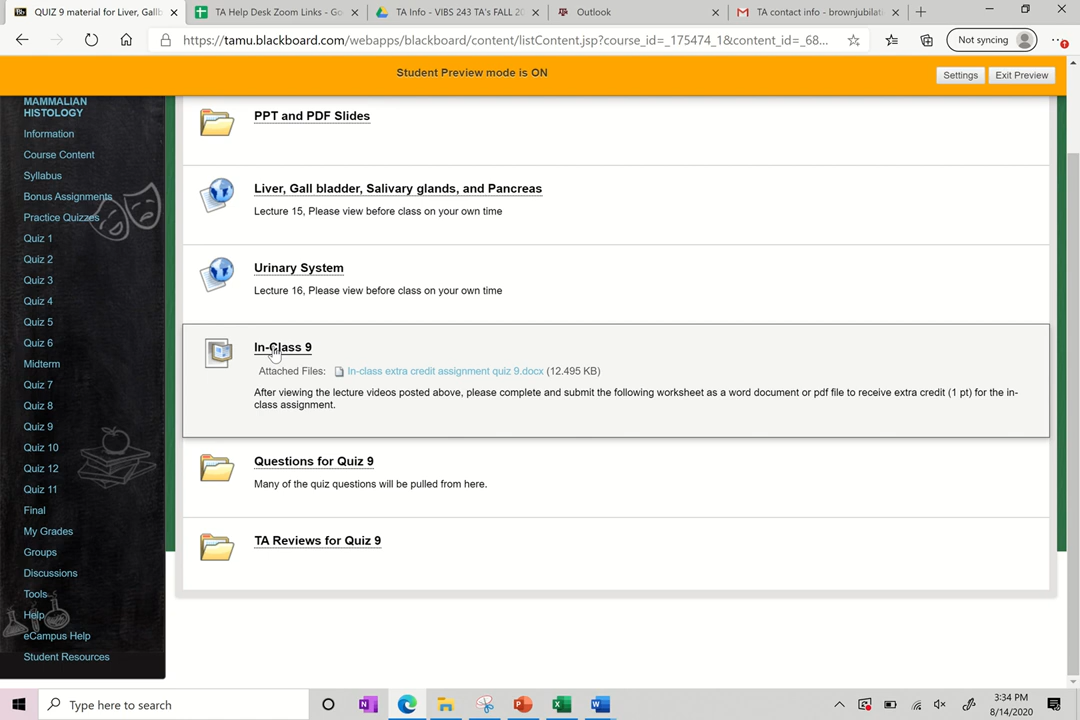 QUIZ 9 material for Liver, Gallb
TA Help Desk Zoom Links - Go
TA Info - VIBS 243 TA's FALL 20
Outlook
TA contact info - brownjubilat
https://tamu.blackboard.com/webapps/blackboard/content/listContent.jsp?course_id=_175474_1&content_id=_68...
Not syncing
Student Preview mode is ON
Settings
Exit Preview
MAMMALIAN
HISTOLOGY
Information
Course Content
Syllabus
Bonus Assignments
Practice Quizzes
Quiz 1
Quiz 2
Quiz 3
Quiz 4
Quiz 5
Quiz 6
Midterm
Quiz 7
Quiz 8
Quiz 9
Quiz 10
Quiz 12
Quiz 11
Final
My Grades
Groups
Discussions
Tools
Help
eCampus Help
Student Resources
PPT and PDF Slides
Liver, Gall bladder, Salivary glands, and Pancreas
Lecture 15, Please view before class on your own time
Urinary System
Lecture 16, Please view before class on your own time
In-Class 9
Attached Files: In-class extra credit assignment quiz 9.docx (12.495 KB)
After viewing the lecture videos posted above, please complete and submit the following worksheet as a word document or pdf file to receive extra credit (1 pt) for the in-
class assignment.
Questions for Quiz 9
Many of the quiz questions will be pulled from here.
TA Reviews for Quiz 9
Type here to search
3:34 PM
8/14/2020